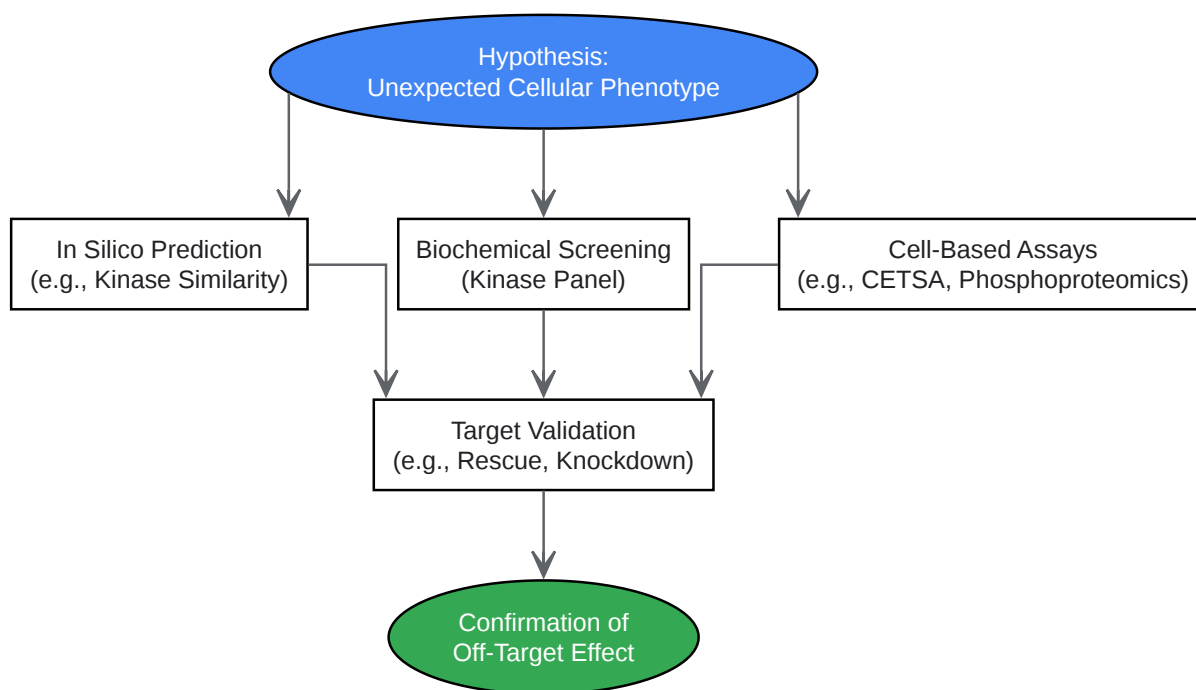 Hypothesis:
Unexpected Cellular Phenotype
In Silico Prediction
(e.g., Kinase Similarity)
Biochemical Screening
(Kinase Panel)
Cell-Based Assays
(e.g., CETSA, Phosphoproteomics)
Target Validation
(e.g., Rescue, Knockdown)
Confirmation of
Off-Target Effect